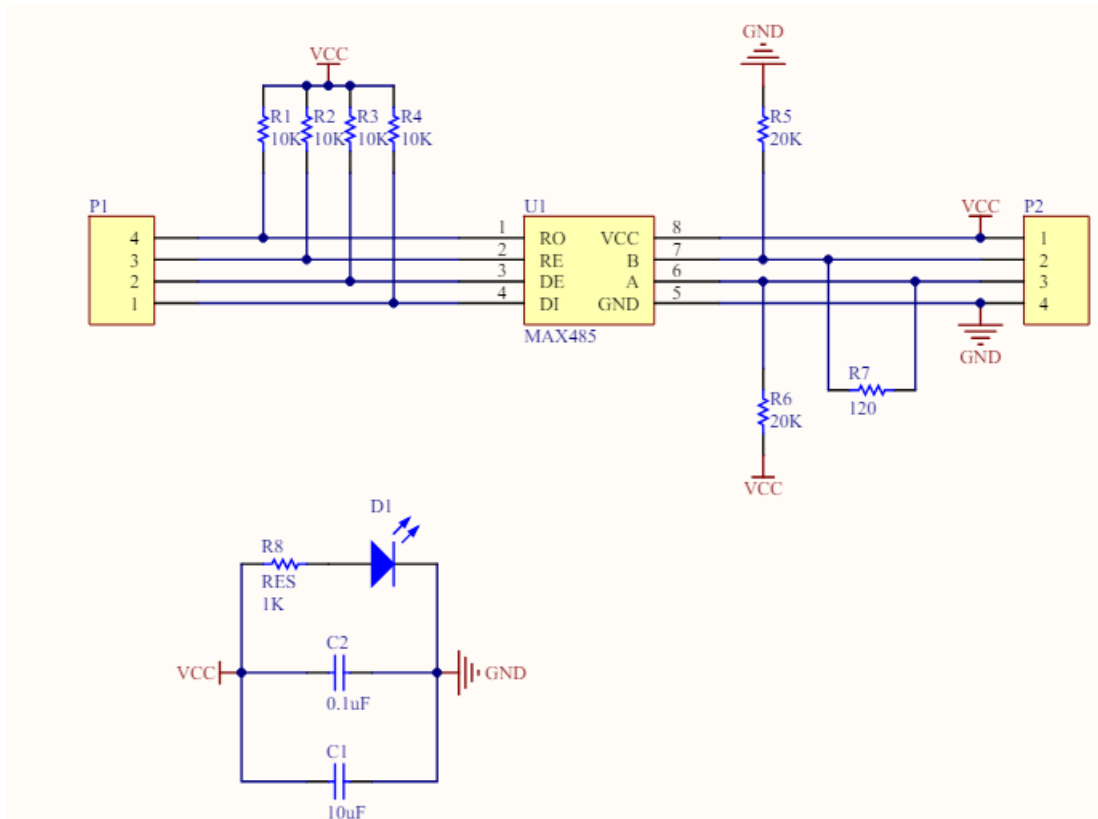 GND
VCC
R1 R2 R3 R4
10K 10K 10K 10K
R5
20K
P1
U1
VCC
P2
4
1 RO VCC 8
1
3
2 RE B 7
2
2
3 DE A 6
3
1
4 DI GND 5
4
MAX485
GND
R7
120
R6
20K
VCC
D1
R8
RES
1K
C2
VCC
GND
0.1uF
C1
10uF